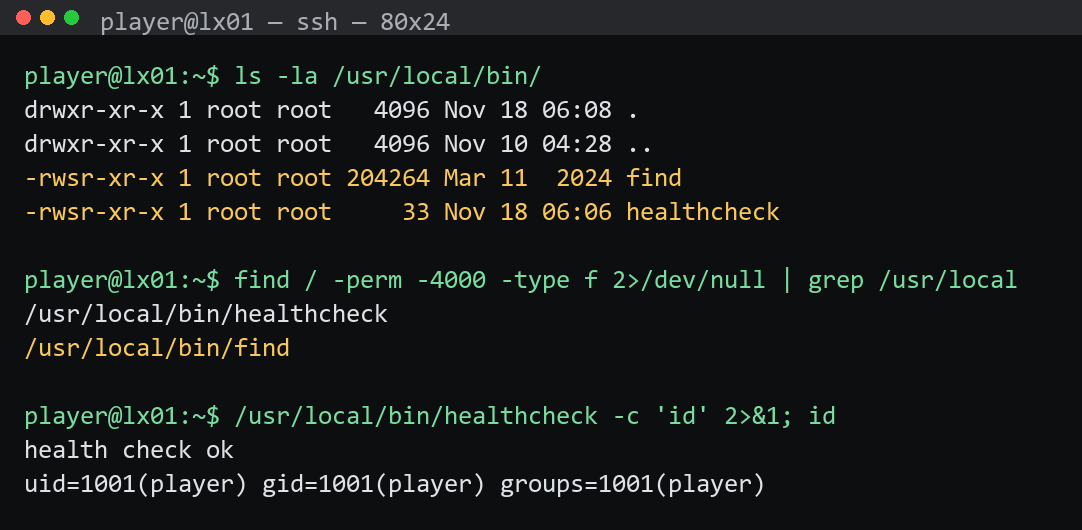 player@lx01 — ssh — 80x24
player@lx01:~$ ls -la /usr/local/bin/
drwxr-xr-x 1 root root   4096 Nov 18 06:08 .
drwxr-xr-x 1 root root   4096 Nov 10 04:28 ..
-rwsr-xr-x 1 root root 204264 Mar 11  2024 find
-rwsr-xr-x 1 root root     33 Nov 18 06:06 healthcheck
player@lx01:~$ find / -perm -4000 -type f 2>/dev/null | grep /usr/local
/usr/local/bin/healthcheck
/usr/local/bin/find
player@lx01:~$ /usr/local/bin/healthcheck -c 'id' 2>&1; id
health check ok
uid=1001(player) gid=1001(player) groups=1001(player)